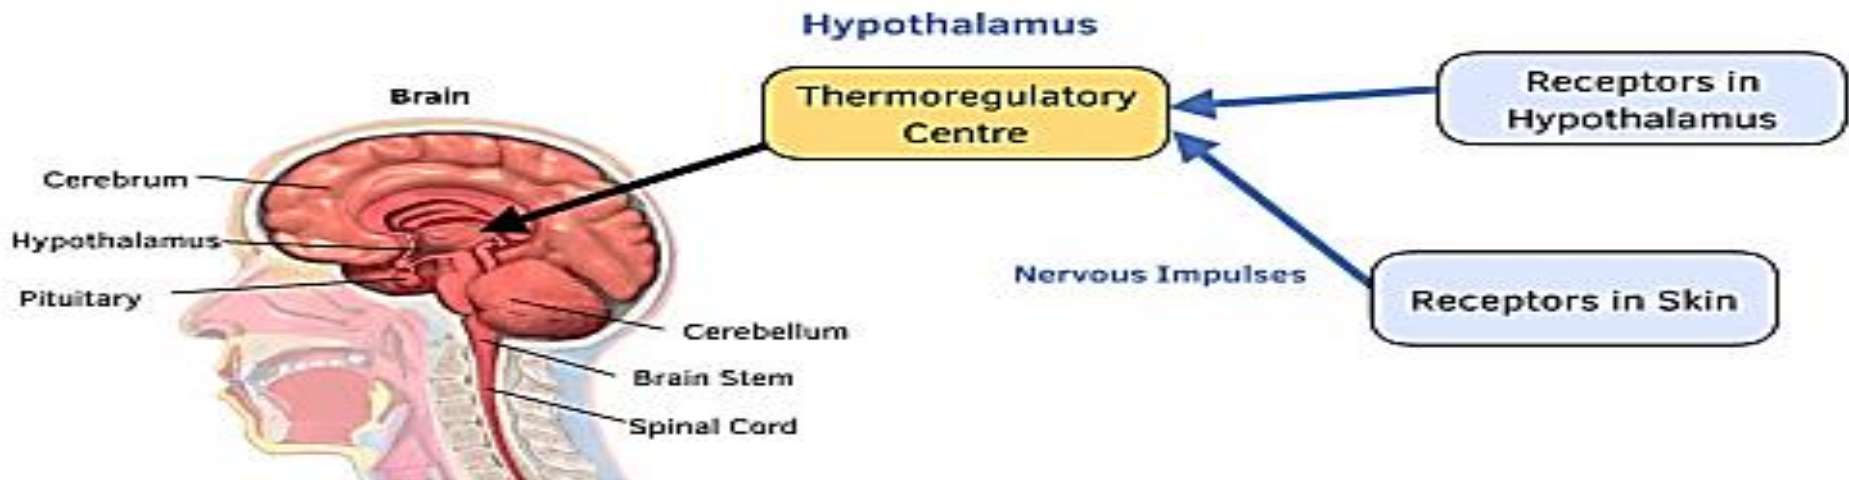 Hypothalamus
Thermoregulatory
Centre
Receptors in
Hypothalamus
Nervous Impulses
Receptors in Skin
Brain
Cerebrum
Hypothalamus
Pituitary
Cerebellum
Brain Stem
Spinal Cord